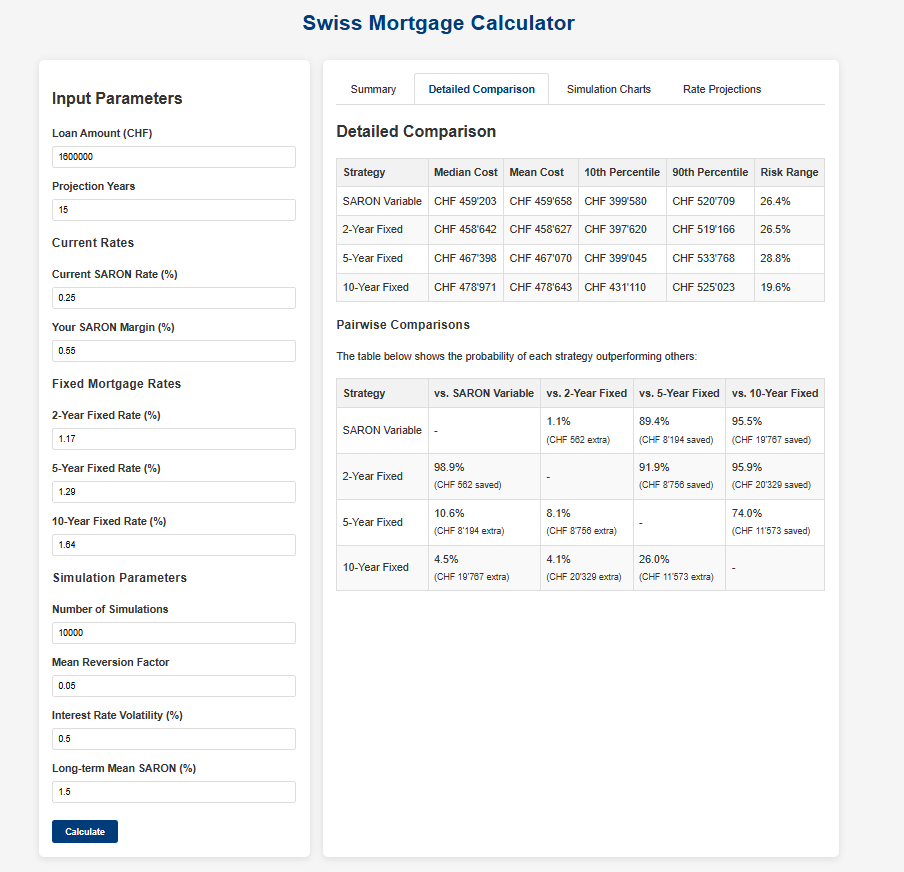 Swiss Mortgage Calculator
Input Parameters
Loan Amount (CHF)
1600000
Projection Years
15
Current Rates
Current SARON Rate (%)
0.25
Your SARON Margin (%)
0.55
Fixed Mortgage Rates
2-Year Fixed Rate (%)
1.17
5-Year Fixed Rate (%)
1.29
10-Year Fixed Rate (%)
1.64
Simulation Parameters
Number of Simulations
10000
Mean Reversion Factor
0.05
Interest Rate Volatility (%)
0.5
Long-term Mean SARON (%)
1.5
Calculate
Summary Detailed Comparison Simulation Charts Rate Projections
Detailed Comparison
Strategy Median Cost Mean Cost 10th Percentile 90th Percentile Risk Range
SARON Variable CHF 459'203 CHF 459'658 CHF 399'580 CHF 520'709 26.4%
2-Year Fixed CHF 458'642 CHF 458'627 CHF 397'620 CHF 519'166 26.5%
5-Year Fixed CHF 467'398 CHF 467'070 CHF 399'045 CHF 533'768 28.8%
10-Year Fixed CHF 478'971 CHF 478'643 CHF 431'110 CHF 525'023 19.6%
Pairwise Comparisons
The table below shows the probability of each strategy outperforming others:
Strategy vs. SARON Variable vs. 2-Year Fixed vs. 5-Year Fixed vs. 10-Year Fixed
SARON Variable - 1.1% 89.4% 95.5%
(CHF 562 extra) (CHF 8'194 saved) (CHF 19'767 saved)
2-Year Fixed 98.9% - 91.9% 95.9%
(CHF 562 saved) (CHF 8'756 saved) (CHF 20'329 saved)
5-Year Fixed 10.6% 8.1% - 74.0%
(CHF 8'194 extra) (CHF 8'756 extra) (CHF 11'573 saved)
10-Year Fixed 4.5% 4.1% 26.0% -
(CHF 19'767 extra) (CHF 20'329 extra) (CHF 11'573 extra)